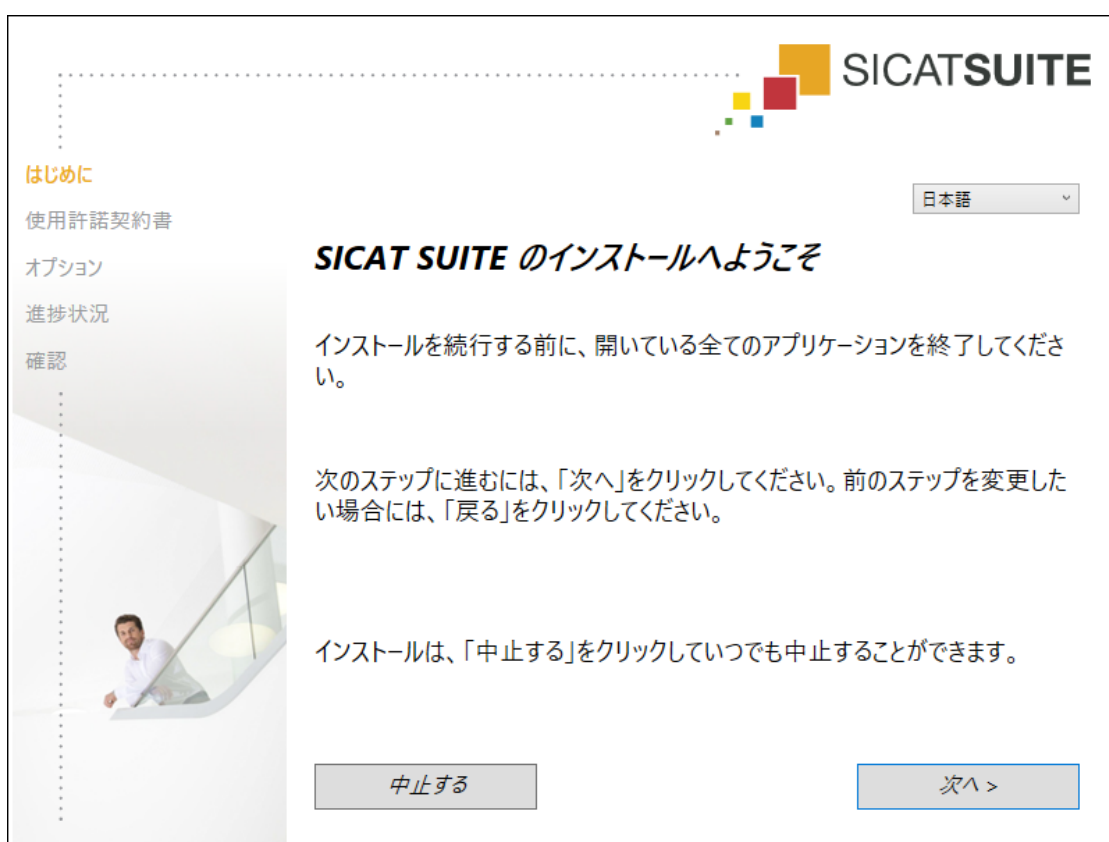 SICATSUITE
はじめに
使用許諾契約書
オプション
進捗状況
確認
日本語
SICAT SUITE のインストールへようこそ
インストールを続行する前に、開いている全てのアプリケーションを終了してくださ
い。
次のステップに進むには、「次へ」をクリックしてください。前のステップを変更した
い場合には、「戻る」をクリックしてください。
インストールは、「中止する」をクリックしていつでも中止することができます。
中止する
次へ >